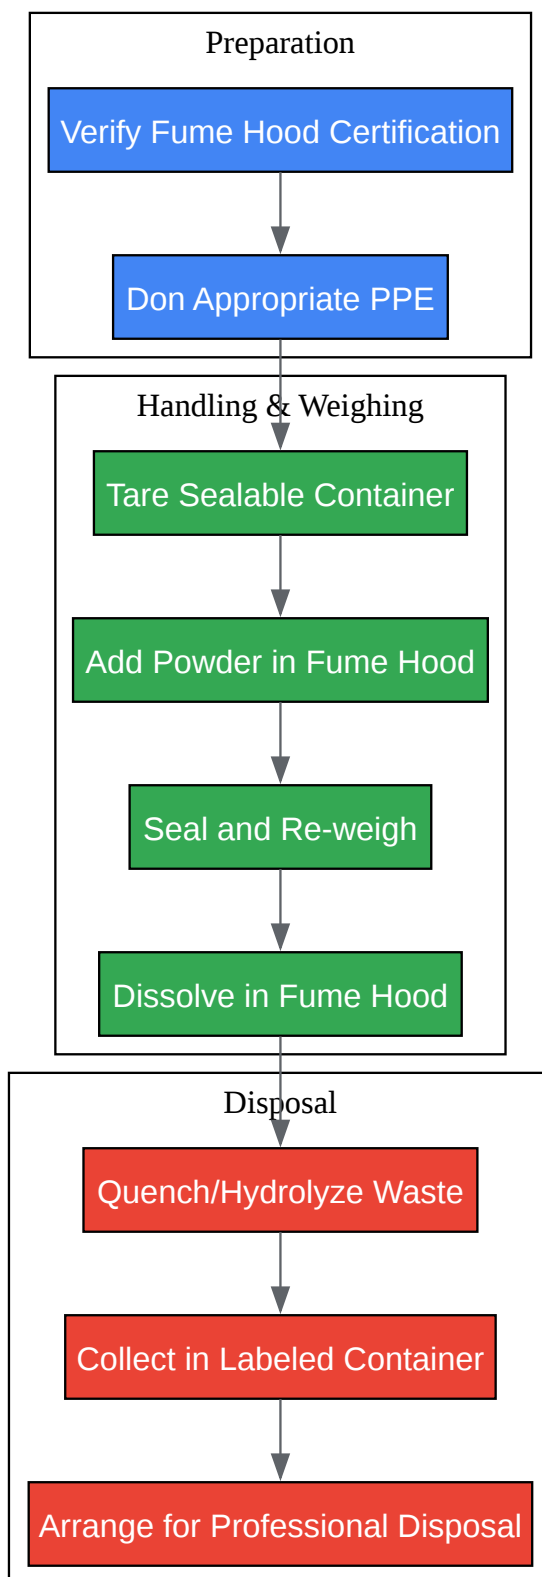 Preparation
Verify Fume Hood Certification
Don Appropriate PPE
Handling & Weighing
Tare Sealable Container
Add Powder in Fume Hood
Seal and Re-weigh
Dissolve in Fume Hood
Disposal
Quench/Hydrolyze Waste
Collect in Labeled Container
Arrange for Professional Disposal